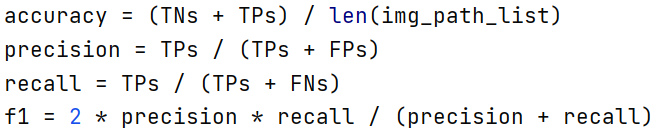 accuracy = (TNs + TPs) / len(img_path_list)
precision = TPs / (TPs + FPs)
recall = TPs / (TPs + FNs)
f1 = 2 * precision * recall / (precision + recall)